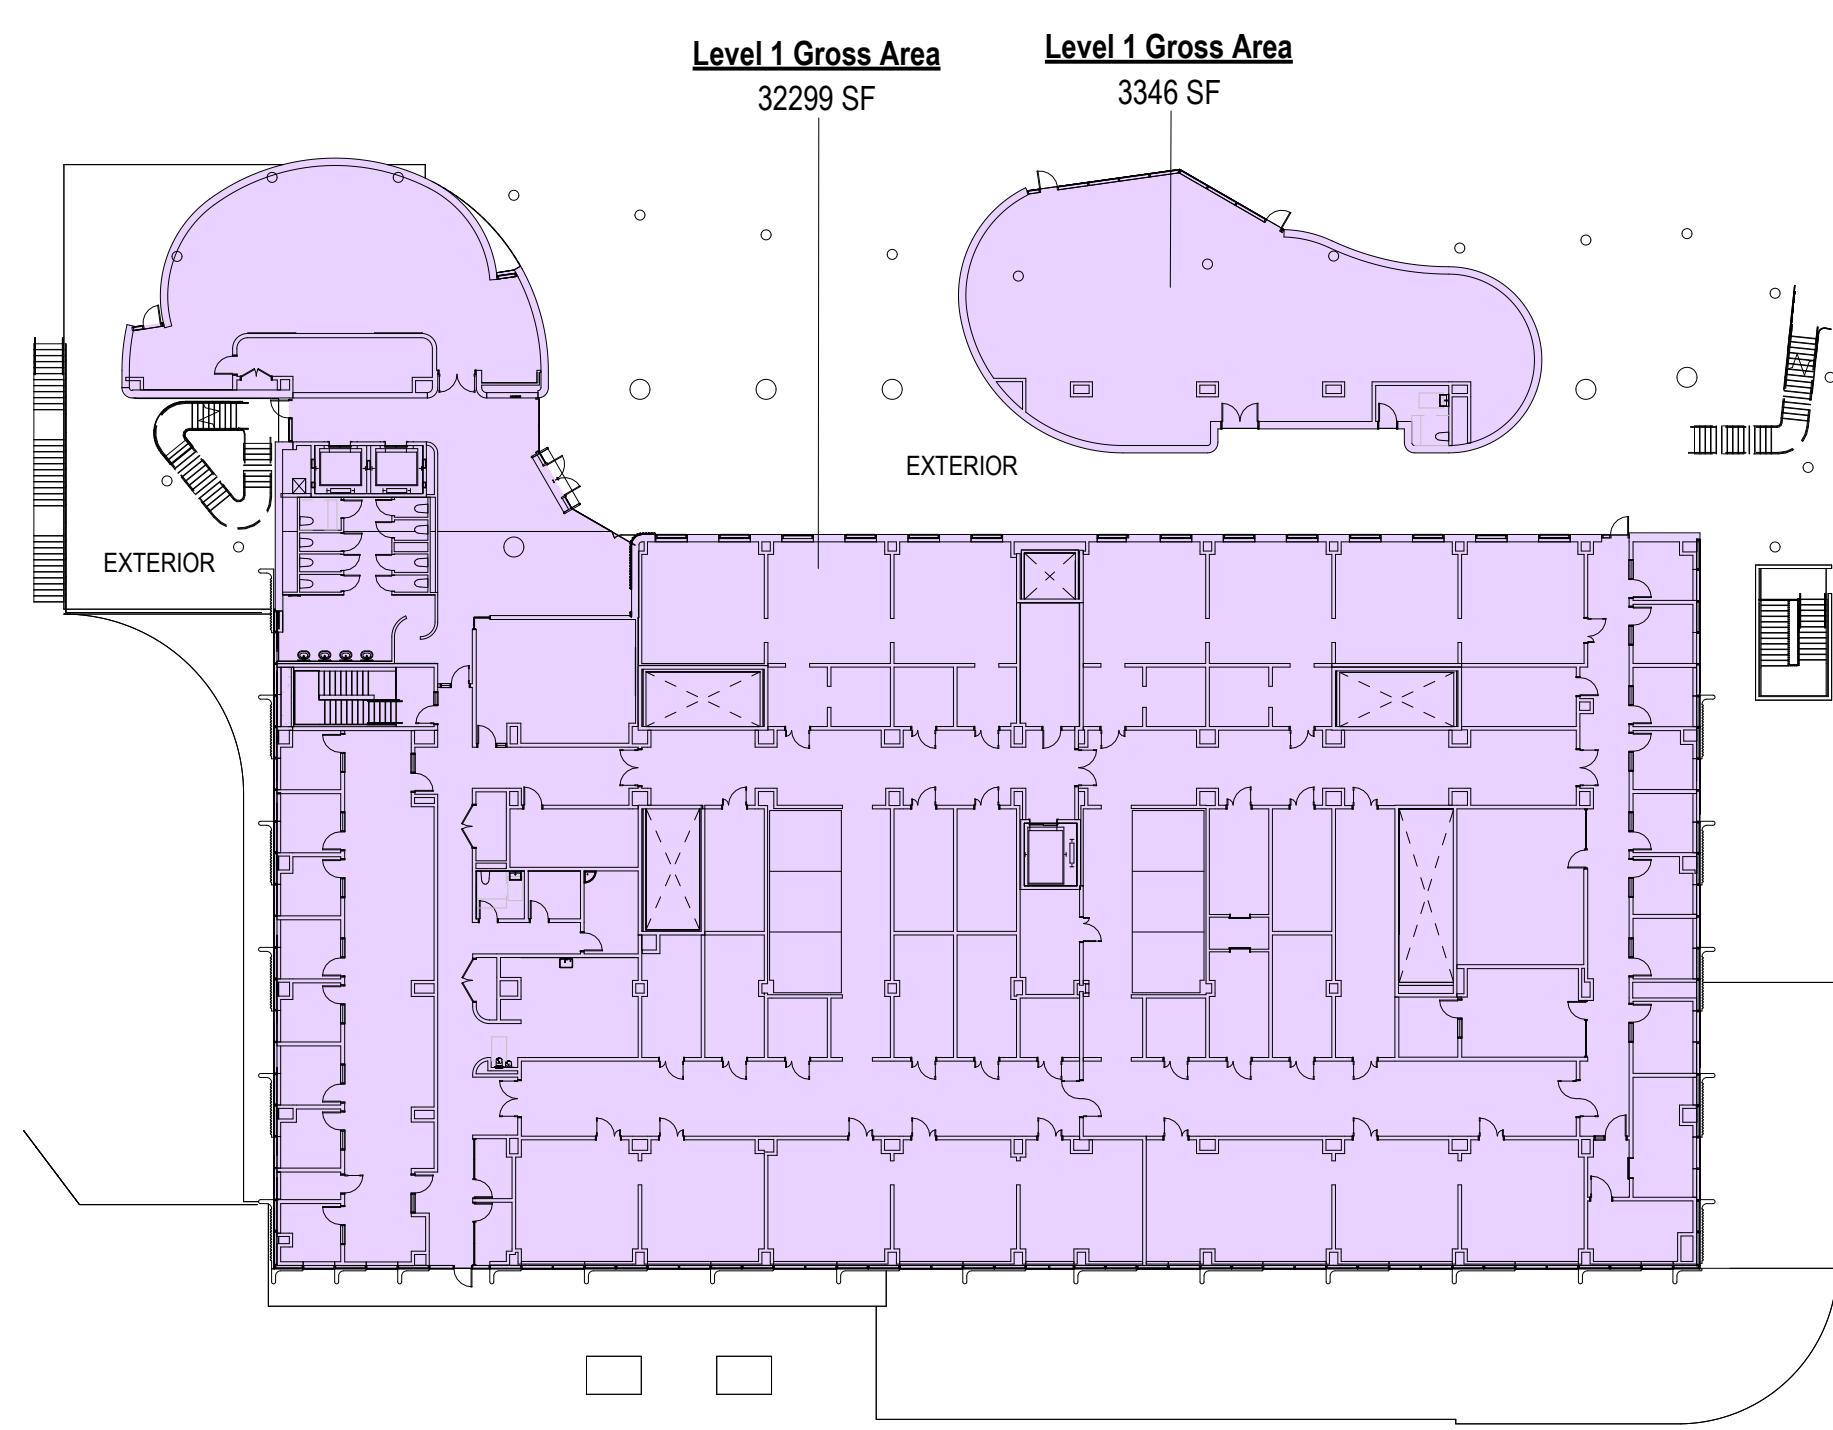 Level 1 Gross Area
32299 SF
Level 1 Gross Area
3346 SF
EXTERIOR
EXTERIOR